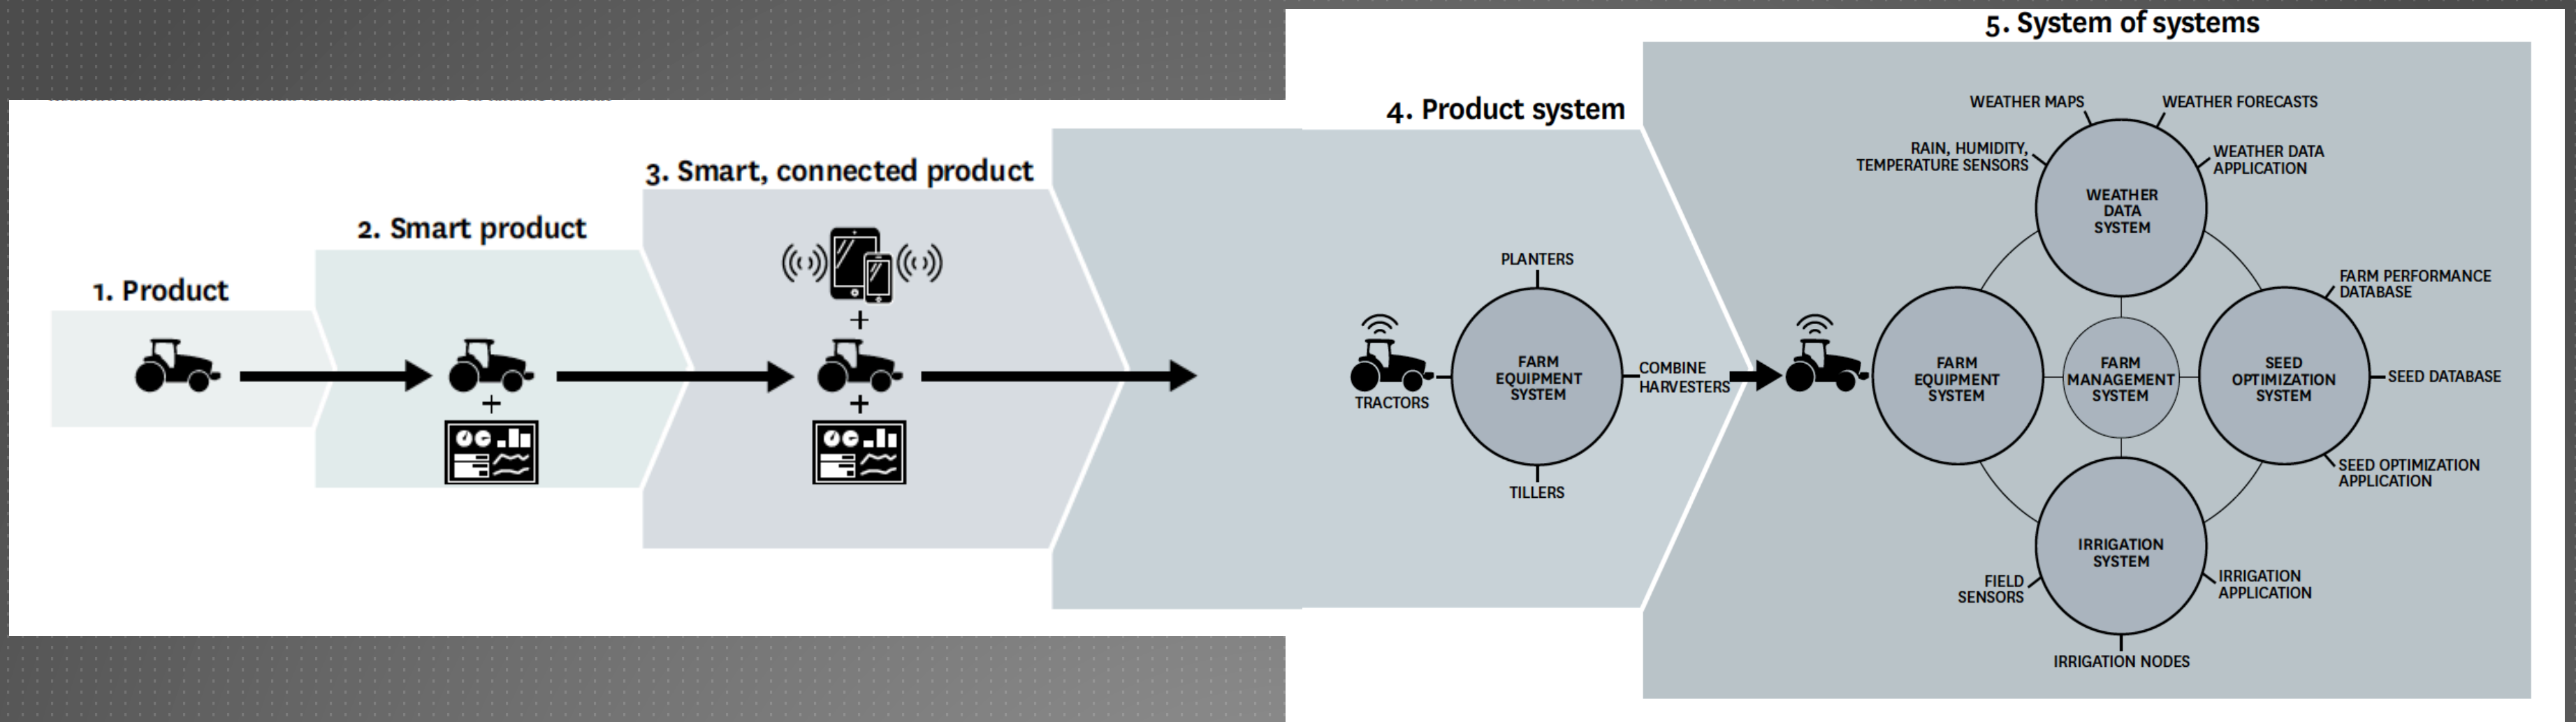 1. Product
2. Smart product
3. Smart, connected product
4. Product system
PLANTERS
TRACTORS
FARM
EQUIPMENT
SYSTEM
COMBINE
HARVESTERS
TILLERS
5. System of systems
WEATHER MAPS
WEATHER FORECASTS
RAIN, HUMIDITY,
TEMPERATURE SENSORS
WEATHER DATA
APPLICATION
WEATHER
DATA
SYSTEM
FARM PERFORMANCE
DATABASE
FARM
EQUIPMENT
SYSTEM
FARM
MANAGEMENT
SYSTEM
SEED
OPTIMIZATION
SYSTEM
SEED DATABASE
SEED OPTIMIZATION
APPLICATION
IRRIGATION
SYSTEM
FIELD
SENSORS
IRRIGATION
APPLICATION
IRRIGATION NODES